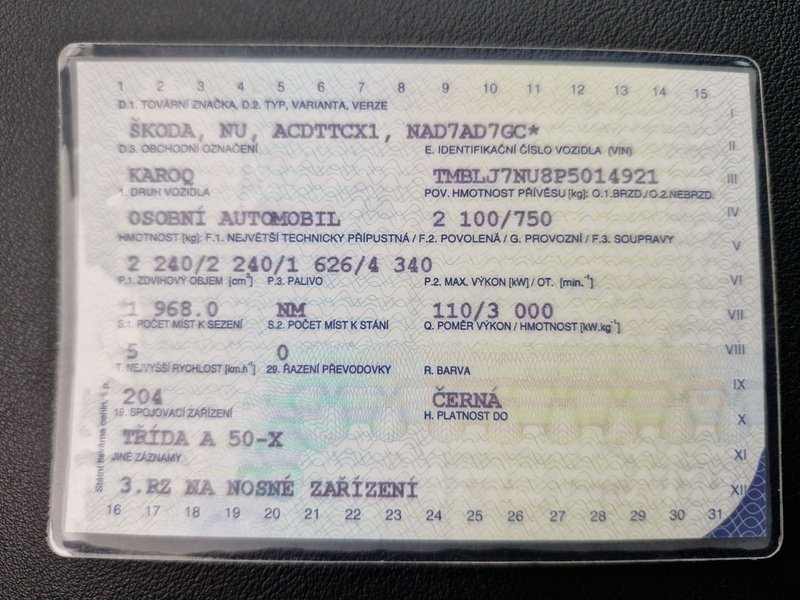 1 2 3 4 5 6 7 8 9 10 11 12 13 14 15
D.1. TOVÁRNÍ ZNAČKA, D.2. TYP, VARIANTA, VERZE
I
ŠKODA, NU, ACDTTCX1, NAD7AD7GC*
D.3. OBCHODNÍ OZNAČENÍ E. IDENTIFIKAČNÍ ČÍSLO VOZIDLA (VIN)
II
KAROQ TMBLJ7NU8P5014921
III
1. DRUH VOZIDLA POV. HMOTNOST PŘÍVĚSU [kg]: O.1.BRZD./O.2.NEBRZD.
OSOBNÍ AUTOMOBIL 2 100/750
IV
HMOTNOST [kg]: F.1. NEJVĚTŠÍ TECHNICKY PŘÍPUSTNÁ / F.2. POVOLENÁ / G. PROVOZNÍ / F.3. SOUPRAVY
V
2 240/2 240/1 626/4 340
P.1. ZDVIHOVÝ OBJEM [cm³] P.3. PALIVO P.2. MAX. VÝKON [kW] / OT. [min.⁻¹]
VI
1 968.0 NM 110/3 000
VII
S.1. POČET MÍST K SEZENÍ S.2. POČET MÍST K STÁNÍ Q. POMĚR VÝKON / HMOTNOST [kW.kg⁻¹]
5 0
VIII
T. NEJVYŠŠÍ RYCHLOST [km.h⁻¹] 29. ŘAZENÍ PŘEVODOVKY R. BARVA
IX
204 ČERNÁ
19. SPOJOVACÍ ZAŘÍZENÍ H. PLATNOST DO
X
TŘÍDA A 50-X
JINÉ ZÁZNAMY
XI
3.RZ NA NOSNÉ ZAŘÍZENÍ
XII
16 17 18 19 20 21 22 23 24 25 26 27 28 29 30 31
Státní tiskárna cenin, s.p.